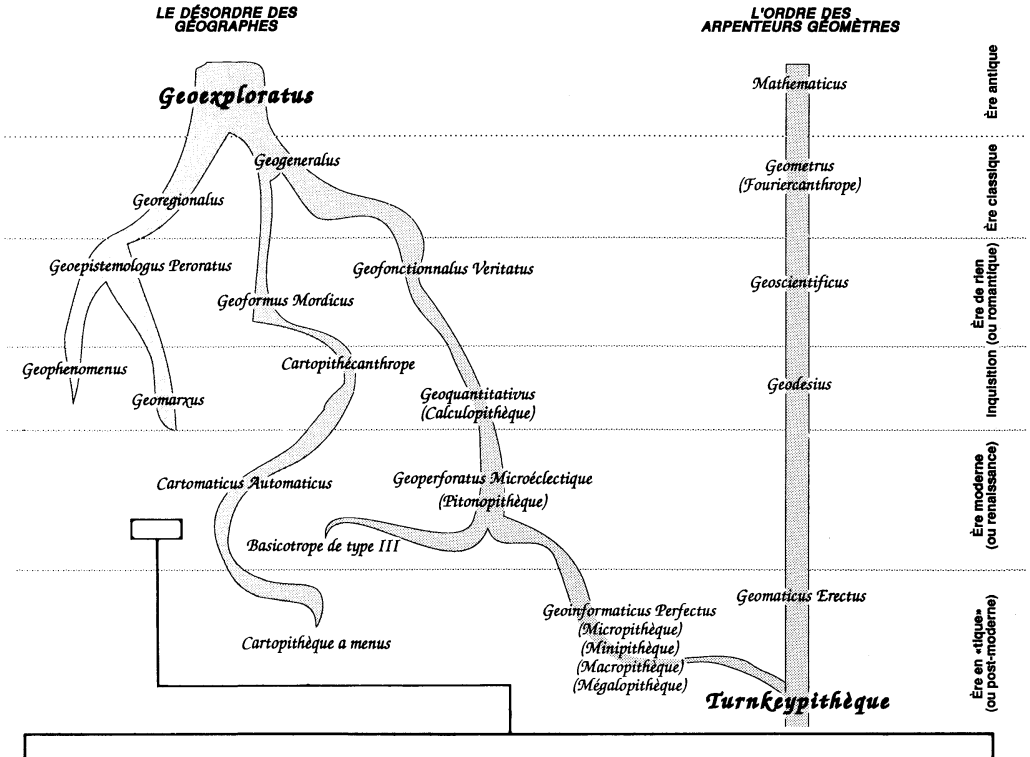 LE DÉSORDRE DES
GÉOGRAPHES
L'ORDRE DES
ARPENTEURS GÉOMÈTRES
Geoexploratus
Mathematicus
Ère antique
Geogeneralus
Georegionalus
Geometrus
(Fouriercanthrope)
Ère classique
Geoepistemologus Peroratus
Geofonctionnalus Veritatus
Geoformus Mordicus
Geoscientificus
Ère de rien
(ou romantique)
Geophenomenus
Geomarxus
Cartopithécanthrope
Geoquantitativus
(Calculopithèque)
Geodesius
Inquisition
Cartomaticus Automaticus
Geoperforatus Microéclectique
(Pitonopithèque)
Basicotrope de type III
Ère moderne
(ou renaissance)
Cartopithèque a menus
Geoinformaticus Perfectus
(Micropithèque)
(Minipithèque)
(Macropithèque)
(Mégalopithèque)
Geomaticus Erectus
Turnkeypithèque
Ère en «tique»
(ou post-moderne)